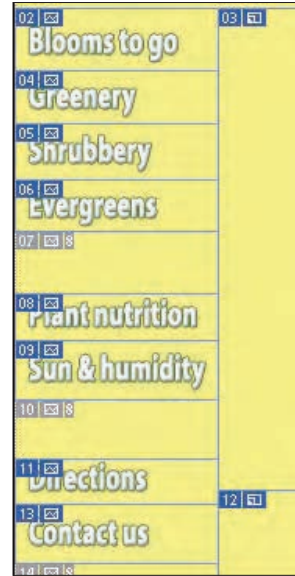 02
03
Blooms to go
04
Greenery
05
Shrubbery
06
Evergreens
07 8
08
Plant nutrition
09
Sun & humidity
10 8
11
Directions
12
13
Contact us
14 8